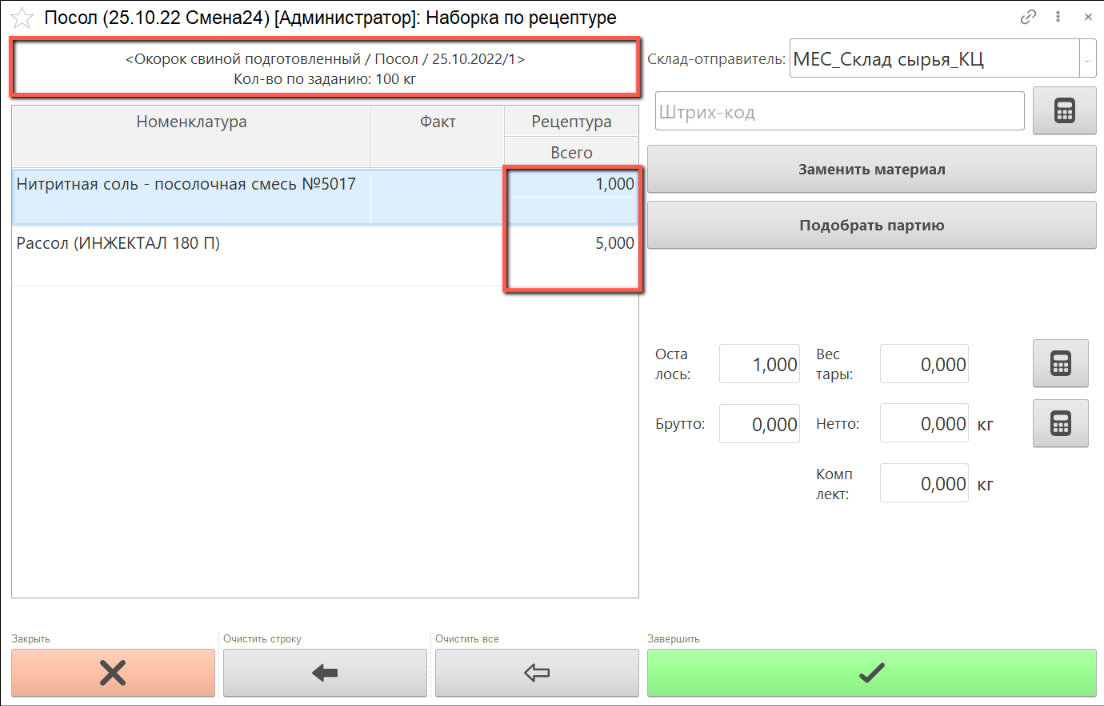 Посол (25.10.22 Смена24) [Администратор]: Наборка по рецептуре
<Окорок свиной подготовленный / Посол / 25.10.2022/1>
Кол-во по заданию: 100 кг
Склад-отправитель: МЕС_Склад сырья_КЦ ...
Штрих-код
Номенклатура Факт Рецептура
Всего
Заменить материал
Нитритная соль - посолочная смесь №5017 1,000
Подобрать партию
Рассол (ИНЖЕКТАЛ 180 П) 5,000
Оста
лось: 1,000 Вес
тары: 0,000
Брутто: 0,000 Нетто: 0,000 кг
Комп
лект: 0,000 кг
Закрыть Очистить строку Очистить все Завершить